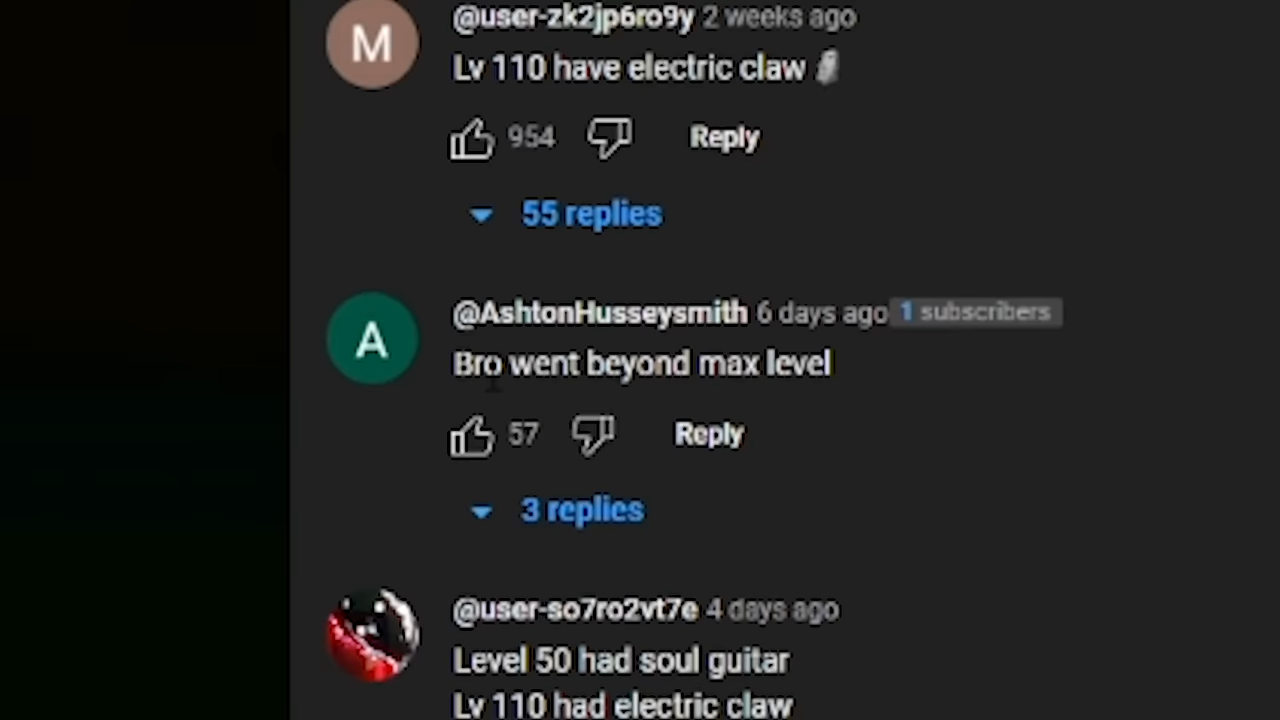 M
@user-zk2jp6ro9y 2 weeks ago
Lv 110 have electric claw 🗿
954 Reply
55 replies
A
@AshtonHusseysmith 6 days ago 1 subscribers
Bro went beyond max level
57 Reply
3 replies
@user-so7ro2vt7e 4 days ago
Level 50 had soul guitar
Lv 110 had electric claw